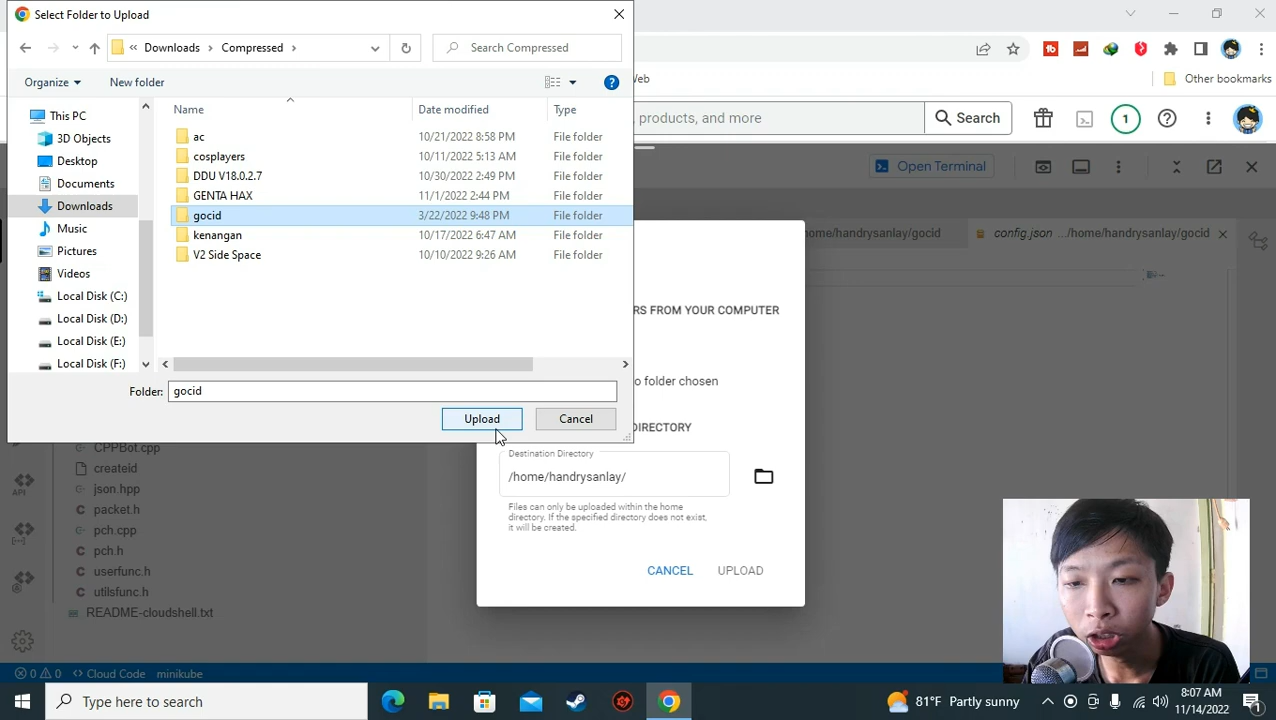 Select Folder to Upload
« Downloads > Compressed >
Search Compressed
Organize
New folder
Web
Other bookmarks
This PC
3D Objects
Desktop
Documents
Downloads
Music
Pictures
Videos
Local Disk (C:)
Local Disk (D:)
Local Disk (E:)
Local Disk (F:)
Name Date modified Type
ac 10/21/2022 8:58 PM File folder
cosplayers 10/11/2022 5:13 AM File folder
DDU V18.0.2.7 10/30/2022 2:49 PM File folder
GENTA HAX 11/1/2022 2:44 PM File folder
gocid 3/22/2022 9:48 PM File folder
kenangan 10/17/2022 6:47 AM File folder
V2 Side Space 10/10/2022 9:26 AM File folder
Folder: gocid
Upload Cancel
, products, and more
Search
1
Open Terminal
home/handrysanlay/gocid
config.json .../home/handrysanlay/gocid
RS FROM YOUR COMPUTER
o folder chosen
DIRECTORY
Destination Directory
/home/handrysanlay/
Files can only be uploaded within the home
directory. If the specified directory does not exist,
it will be created.
CANCEL UPLOAD
API
CPPBot.cpp
createid
json.hpp
packet.h
pch.cpp
pch.h
userfunc.h
utilsfunc.h
README-cloudshell.txt
0 0 <> Cloud Code minikube
Type here to search
81°F Partly sunny
8:07 AM
11/14/2022
1